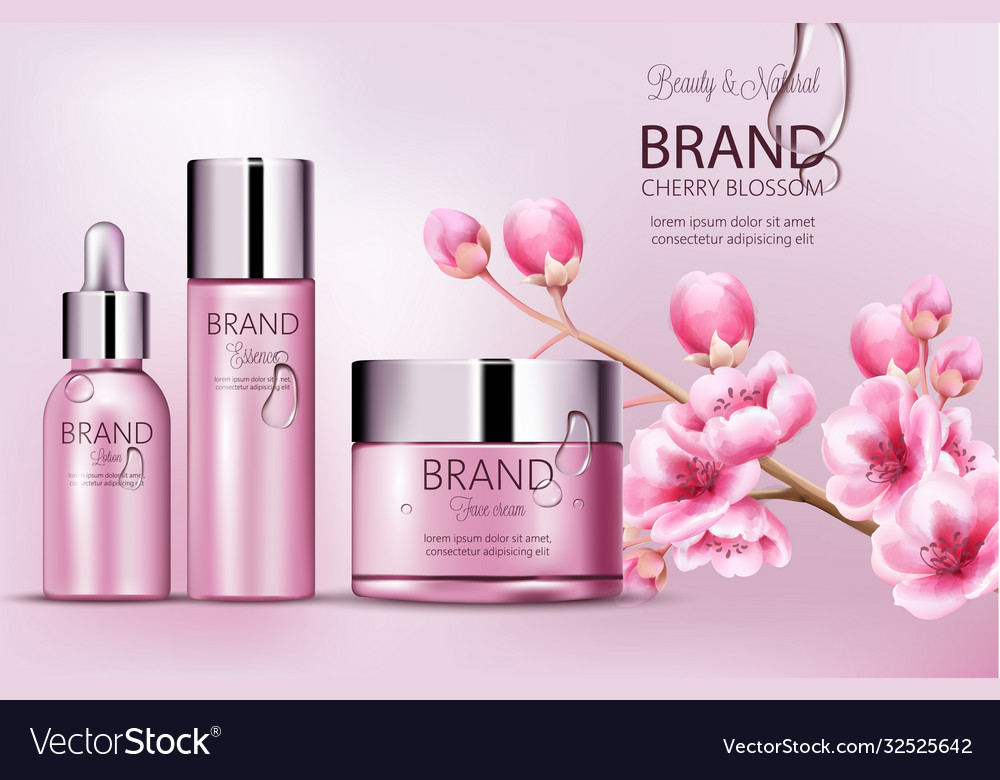 Beauty & Natural
BRAND
CHERRY BLOSSOM
lorem ipsum dolor sit amet
consectetur adipisicing elit
BRAND
Essence
lorem ipsum dolor sit amet,
consectetur adipisicing elit
BRAND
Lotion
lorem ipsum dolor sit amet,
consectetur adipisicing elit
BRAND
Face cream
lorem ipsum dolor sit amet,
consectetur adipisicing elit
VectorStock®
VectorStock.com/32525642